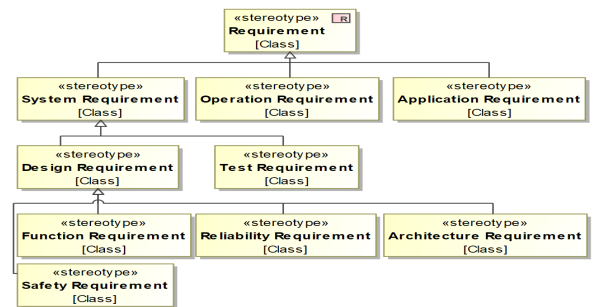 «stereotype»
Requirement R
[Class]
«stereotype» «stereotype» «stereotype»
System Requirement Operation Requirement Application Requirement
[Class] [Class] [Class]
«stereotype» «stereotype»
Design Requirement Test Requirement
[Class] [Class]
«stereotype» «stereotype» «stereotype»
Function Requirement Reliability Requirement Architecture Requirement
[Class] [Class] [Class]
«stereotype»
Safety Requirement
[Class]